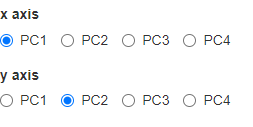 x axis
PC1 PC2 PC3 PC4
y axis
PC1 PC2 PC3 PC4